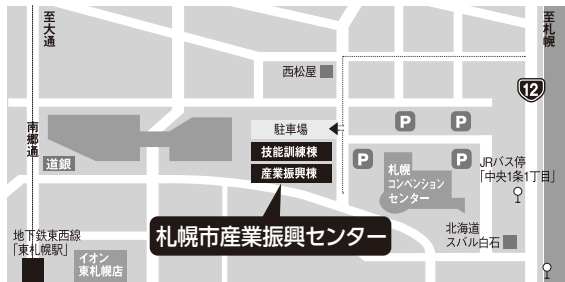 至大通
至札幌
西松屋
12
南郷通
駐車場
P
P
技能訓練棟
道銀
P
P
産業振興棟
札幌
コンベンション
センター
JRバス停
「中央1条1丁目」
札幌市産業振興センター
地下鉄東西線
「東札幌駅」
イオン
東札幌店
北海道
スバル白石